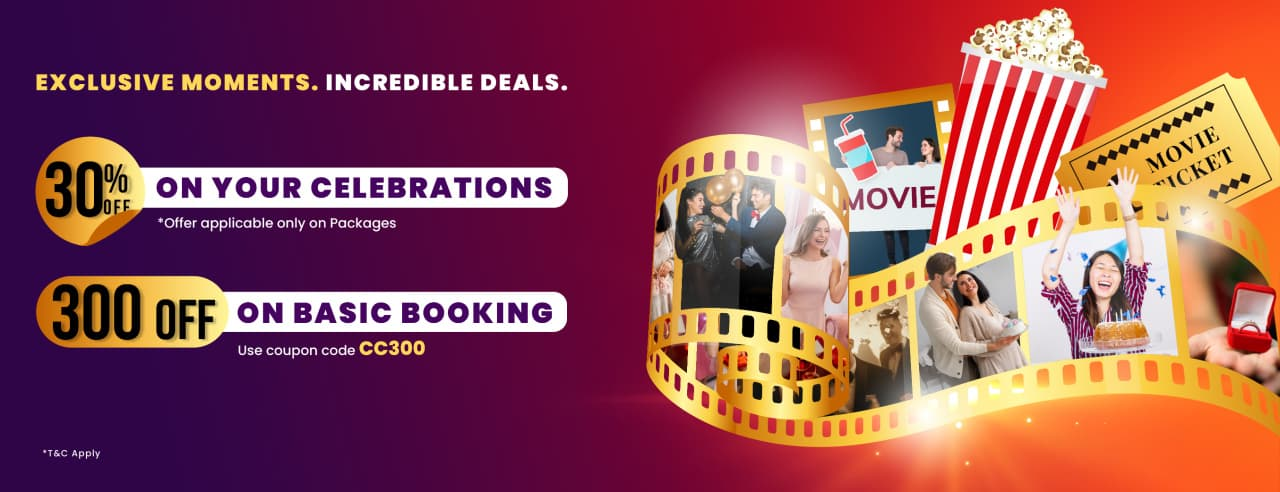 EXCLUSIVE MOMENTS. INCREDIBLE DEALS.
30% OFF ON YOUR CELEBRATIONS
*Offer applicable only on Packages
300 OFF ON BASIC BOOKING
Use coupon code CC300
*T&C Apply
MOVIE
MOVIE
TICKET